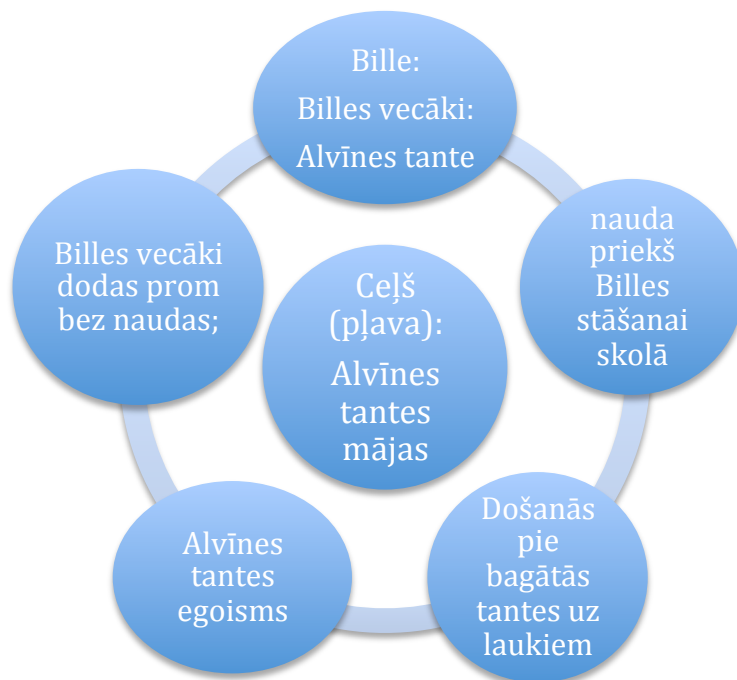 Bille:
Billes vecāki:
Alvīnes tante
nauda
priekš
Billes
stāšanai
skolā
Došanās
pie
bagātās
tantes uz
laukiem
Alvīnes
tantes
egoisms
Billes vecāki
dodas prom
bez naudas;
Ceļš
(pļava):
Alvīnes
tantes
mājas